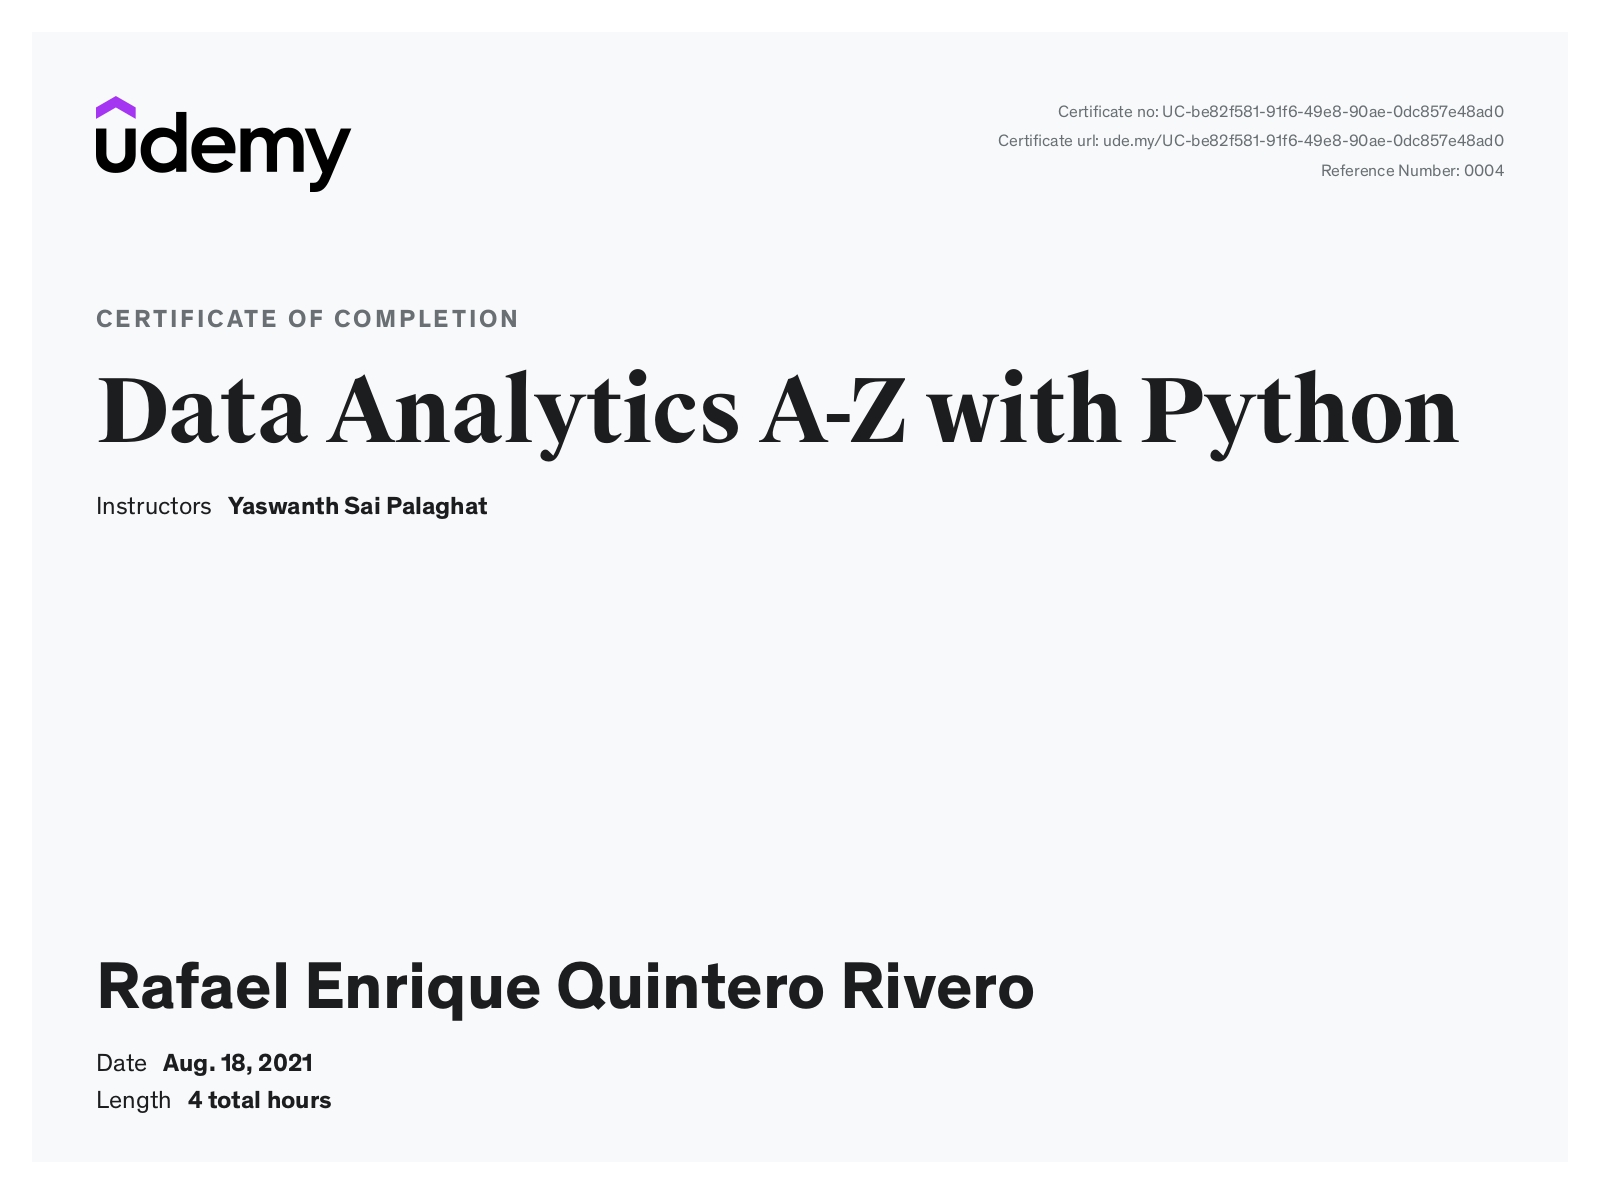 udemy
Certificate no: UC-be82f581-91f6-49e8-90ae-0dc857e48ad0
Certificate url: ude.my/UC-be82f581-91f6-49e8-90ae-0dc857e48ad0
Reference Number: 0004
CERTIFICATE OF COMPLETION
Data Analytics A-Z with Python
Instructors Yaswanth Sai Palaghat
Rafael Enrique Quintero Rivero
Date Aug. 18, 2021
Length 4 total hours